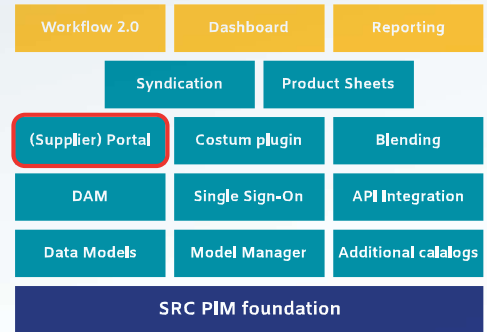 Workflow 2.0 Dashboard Reporting
Syndication Product Sheets
(Supplier) Portal Costum plugin Blending
DAM Single Sign-On API Integration
Data Models Model Manager Additional calalogs
SRC PIM foundation